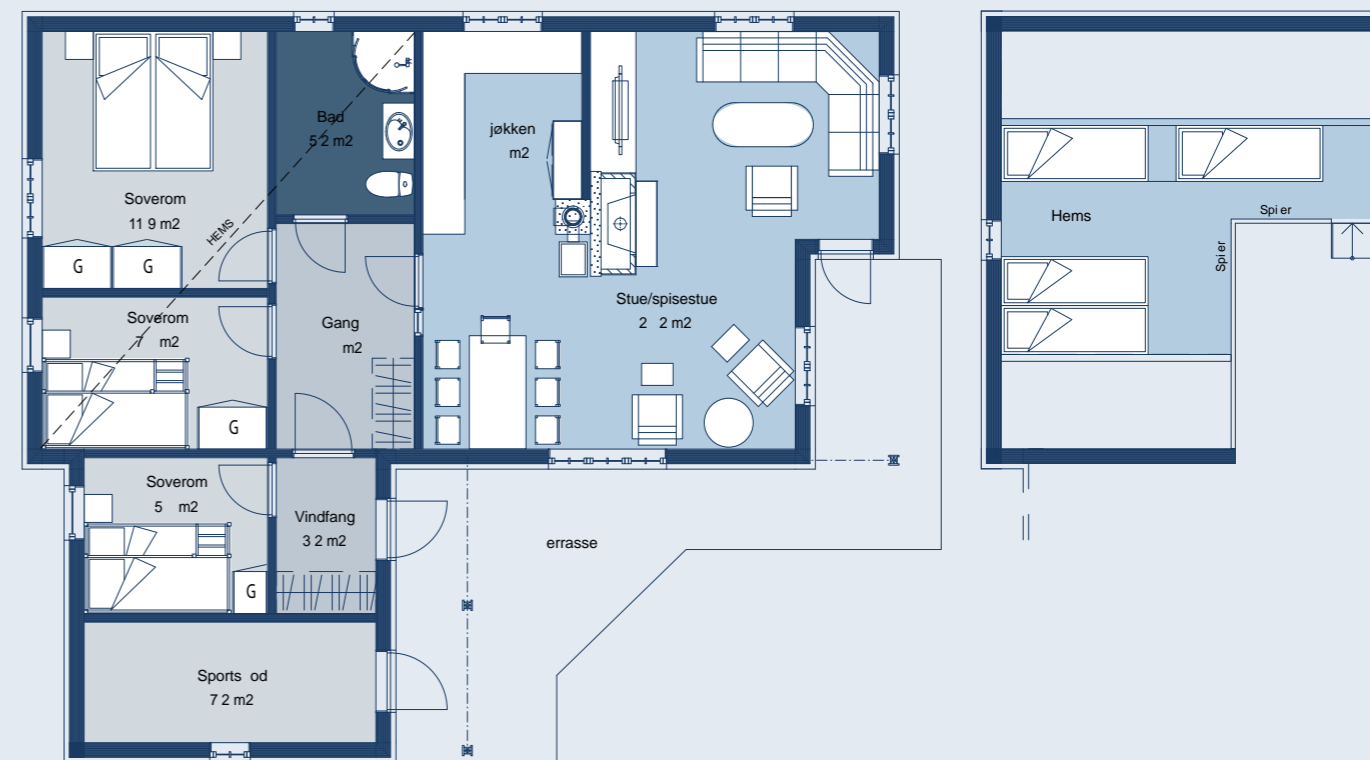 Bad
5 2 m2
jøkken
m2
Soverom
11 9 m2
HEMS
G
G
Hems
Spi er
Spi er
Stue/spisestue
2 2 m2
Soverom
7 m2
Gang
m2
G
Soverom
5 m2
Vindfang
3 2 m2
errasse
G
Sports od
7 2 m2